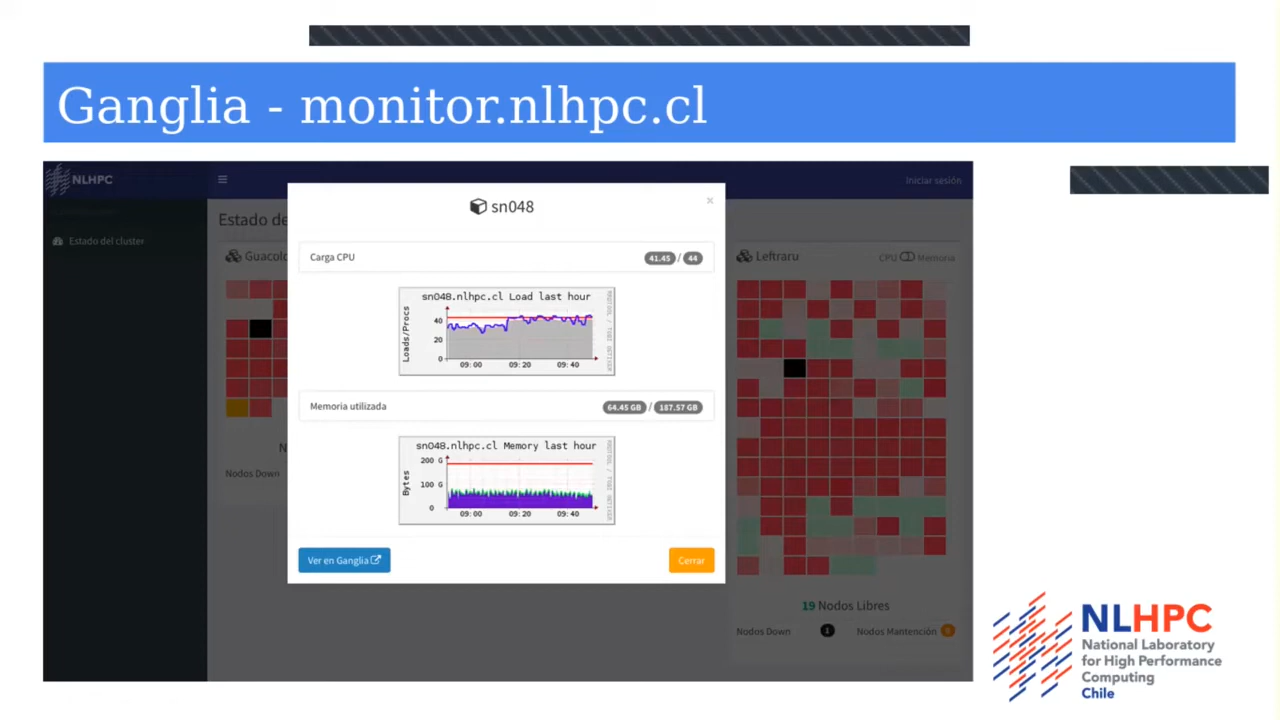 Ganglia - monitor.nlhpc.cl
NLHPC
Iniciar sesión
Estado del cluster
Estado de
Guacolc
sn048
×
Carga CPU 41.45 / 44
sn048.nlhpc.cl Load last hour
Loads/Procs
40
20
0
09:00 09:20 09:40
Memoria utilizada 64.45 GB / 187.57 GB
sn048.nlhpc.cl Memory last hour
Bytes
200 G
100 G
0
09:00 09:20 09:40
Ver en Ganglia
Cerrar
N
Nodos Down
Leftraru
CPU Memoria
19 Nodos Libres
Nodos Down 1 Nodos Mantención
NLHPC
National Laboratory
for High Performance
Computing
Chile